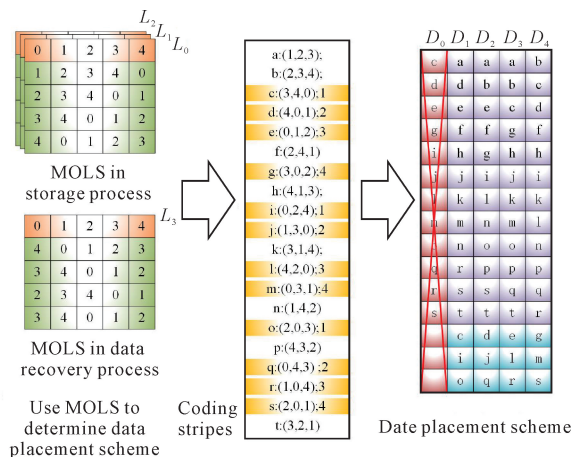 L2
L1
L0
0 1 2 3 4
1 2 3 4 0
2 3 4 0 1
3 4 0 1 2
4 0 1 2 3
MOLS in
storage process
L3
0 1 2 3 4
4 0 1 2 3
3 4 0 1 2
2 3 4 0 1
3 4 0 1 2
MOLS in data
recovery process
Use MOLS to
determine data
placement scheme
a:(1,2,3);
b:(2,3,4);
c:(3,4,0);1
d:(4,0,1);2
e:(0,1,2);3
f:(2,4,1)
g:(3,0,2);4
h:(4,1,3);
i:(0,2,4);1
j:(1,3,0);2
k:(3,1,4);
l:(4,2,0);3
m:(0,3,1);4
n:(1,4,2)
o:(2,0,3);1
p:(4,3,2)
q:(0,4,3) ;2
r:(1,0,4);3
s:(2,0,1);4
t:(3,2,1)
Coding
stripes
D0 D1 D2 D3 D4
c a a a b
d d b b c
e e e c d
g f f g f
i h g h h
j j i j i
l k l k k
m m n m l
o n o o n
q r p p p
r s s q q
s t t t r
c d e g
i j l m
o q r s
Date placement scheme